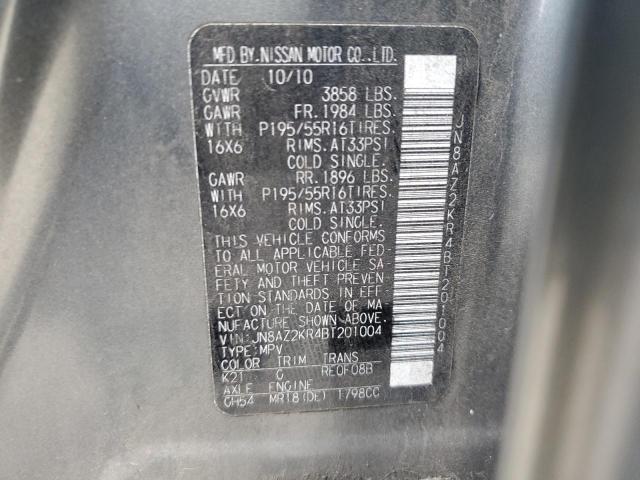 MFD.BY.NISSAN MOTOR CO.,LTD.
DATE 10/10
GVWR 3858 LBS.
GAWR FR.1984 LBS.
WITH P195/55R16TIRES.
16X6 RIMS.AT33PSI
COLD SINGLE.
GAWR RR.1896 LBS.
WITH P195/55R16TIRES.
16X6 RIMS.AT33PSI
COLD SINGLE.
THIS VEHICLE CONFORMS
TO ALL APPLICABLE FED-
ERAL MOTOR VEHICLE SA-
FETY AND THEFT PREVEN-
TION STANDARDS IN EFF
ECT ON THE DATE OF MA-
NUFACTURE SHOWN ABOVE.
VIN:JN8AZ2KR4BT201004
TYPE:MPV
COLOR TRIM TRANS
K21 C RE0F08B
AXLE ENGINE
GH54 MR18(DE) 1798CC
JN8AZ2KR4BT201004